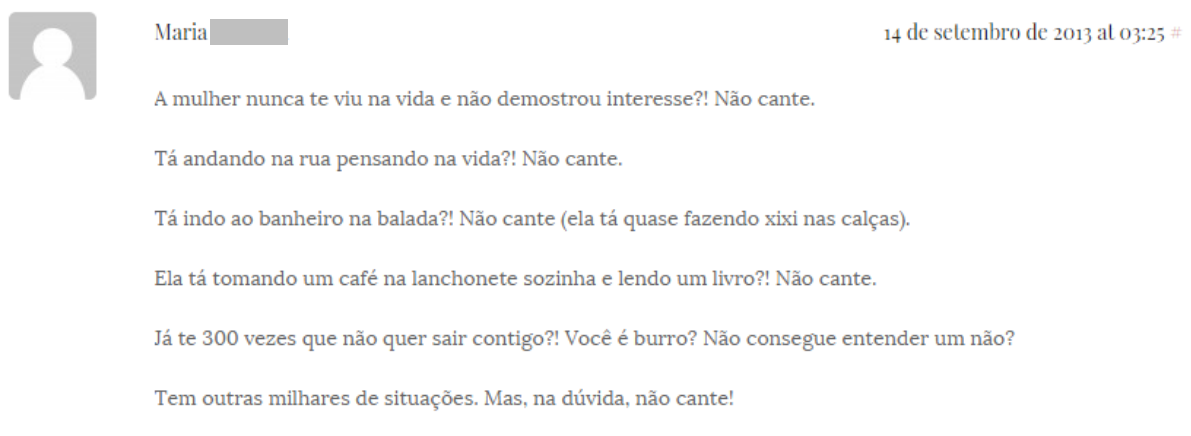 Maria
14 de setembro de 2013 at 03:25 #
A mulher nunca te viu na vida e não demostrou interesse?! Não cante.
Tá andando na rua pensando na vida?! Não cante.
Tá indo ao banheiro na balada?! Não cante (ela tá quase fazendo xixi nas calças).
Ela tá tomando um café na lanchonete sozinha e lendo um livro?! Não cante.
Já te 300 vezes que não quer sair contigo?! Você é burro? Não consegue entender um não?
Tem outras milhares de situações. Mas, na dúvida, não cante!